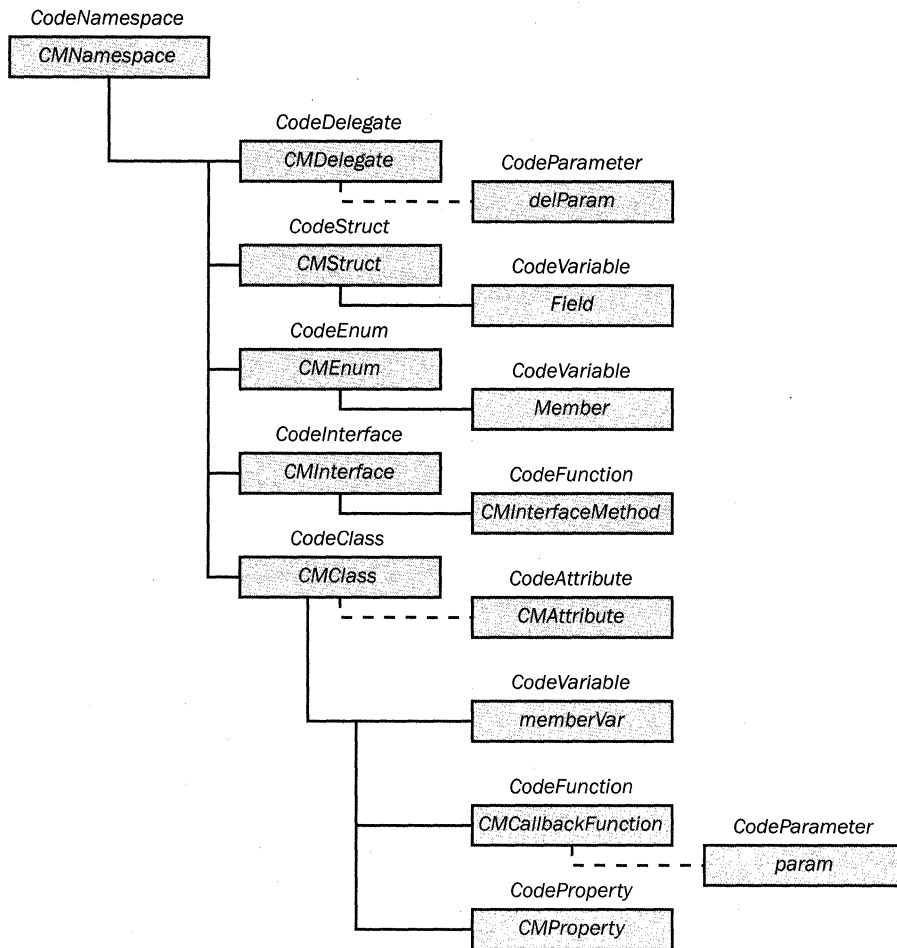 CodeNamespace
CMNamespace
CodeDelegate
CMDelegate
CodeParameter
delParam
CodeStruct
CMStruct
CodeVariable
Field
CodeEnum
CMEnum
CodeVariable
Member
CodeInterface
CMInterface
CodeFunction
CMInterfaceMethod
CodeClass
CMClass
CodeAttribute
CMAttribute
CodeVariable
memberVar
CodeFunction
CMCallbackFunction
CodeParameter
param
CodeProperty
CMProperty